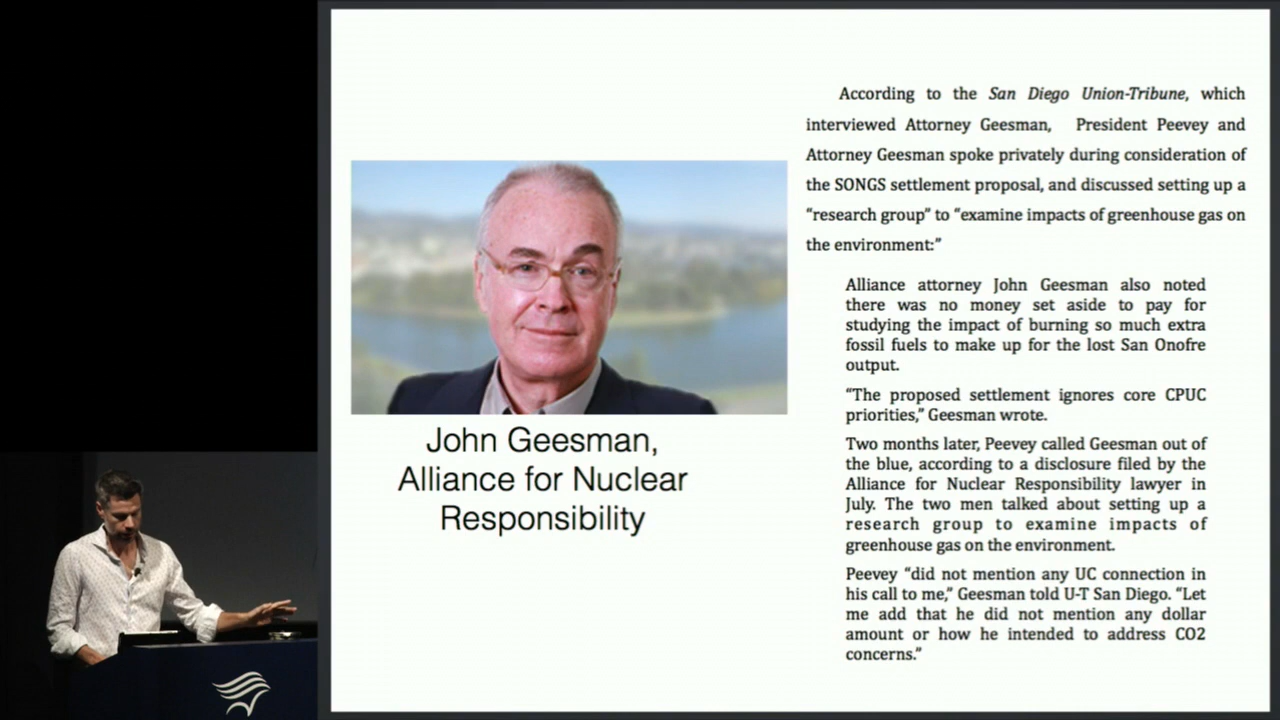 According to the San Diego Union-Tribune, which
interviewed Attorney Geesman, President Peevey and
Attorney Geesman spoke privately during consideration of
the SONGS settlement proposal, and discussed setting up a
“research group” to “examine impacts of greenhouse gas on
the environment:”
Alliance attorney John Geesman also noted
there was no money set aside to pay for
studying the impact of burning so much extra
fossil fuels to make up for the lost San Onofre
output.
“The proposed settlement ignores core CPUC
priorities,” Geesman wrote.
Two months later, Peevey called Geesman out of
the blue, according to a disclosure filed by the
Alliance for Nuclear Responsibility lawyer in
July. The two men talked about setting up a
research group to examine impacts of
greenhouse gas on the environment.
Peevey “did not mention any UC connection in
his call to me,” Geesman told U-T San Diego. “Let
me add that he did not mention any dollar
amount or how he intended to address CO2
concerns.”
John Geesman,
Alliance for Nuclear
Responsibility